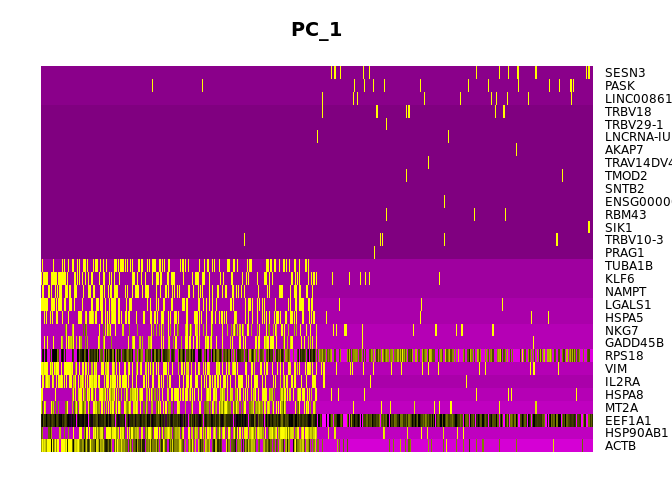 PC_1
SESN3
PASK
LINC00861
TRBV18
TRBV29-1
LNCRNA-IU
AKAP7
TRAV14DV4
TMOD2
SNTB2
ENSG0000
RBM43
SIK1
TRBV10-3
PRAG1
TUBA1B
KLF6
NAMPT
LGALS1
HSPA5
NKG7
GADD45B
RPS18
VIM
IL2RA
HSPA8
MT2A
EEF1A1
HSP90AB1
ACTB